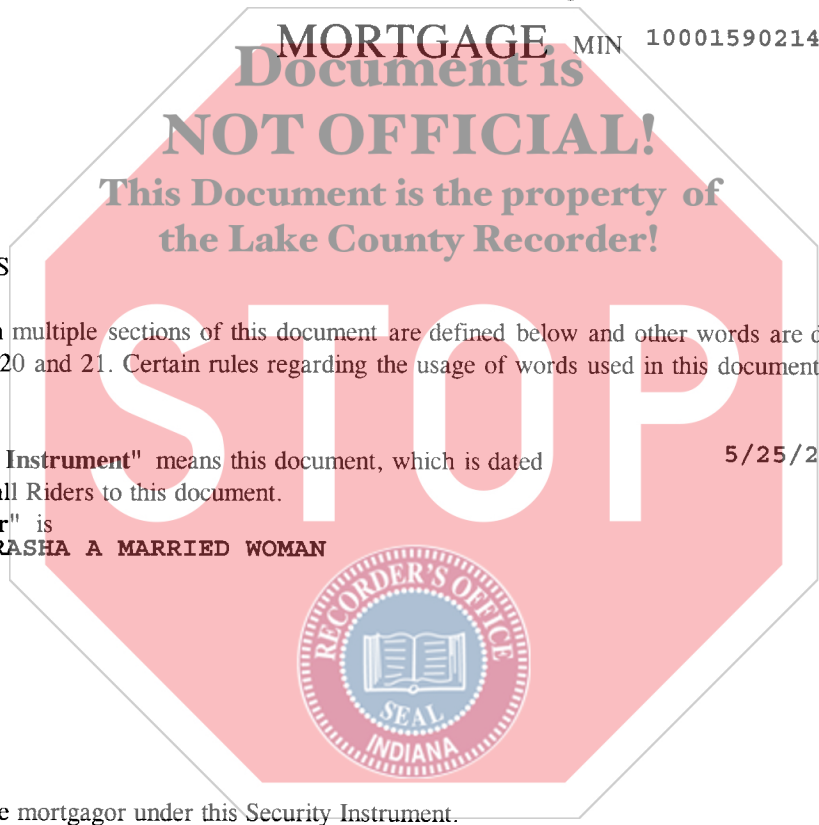 MORTGAGE MIN 10001590214
Document is
NOT OFFICIAL!
This Document is the property of
the Lake County Recorder!
S
multiple sections of this document are defined below and other words are d
20 and 21. Certain rules regarding the usage of words used in this document
Instrument" means this document, which is dated 5/25/2
all Riders to this document.
r" is
RASHA A MARRIED WOMAN
STOP
RECORDER'S OFFICE
SEAL
INDIANA
e mortgagor under this Security Instrument.